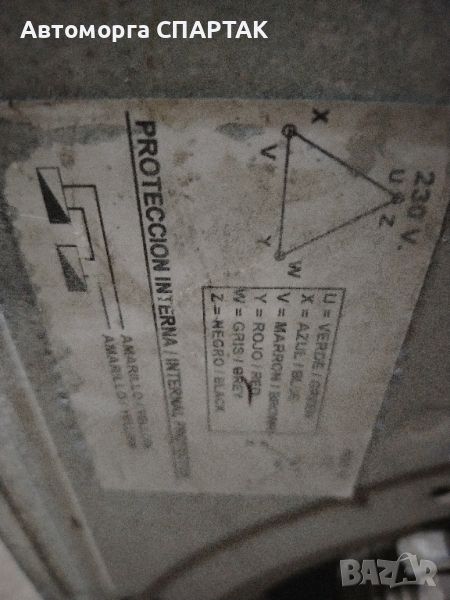 Автоморга СПАРТАК
230 V.
U Z
X
V
Y
W
U = VERDE / GREEN
X = AZUL / BLUE
V = MARRON / BROWN
Y = ROJO / RED
W = GRIS / GREY
Z = NEGRO / BLACK
PROTECCION INTERNA / INTERNAL
AMARILLO-YELLOW
AMARILLO-YELLOW
BAZAR